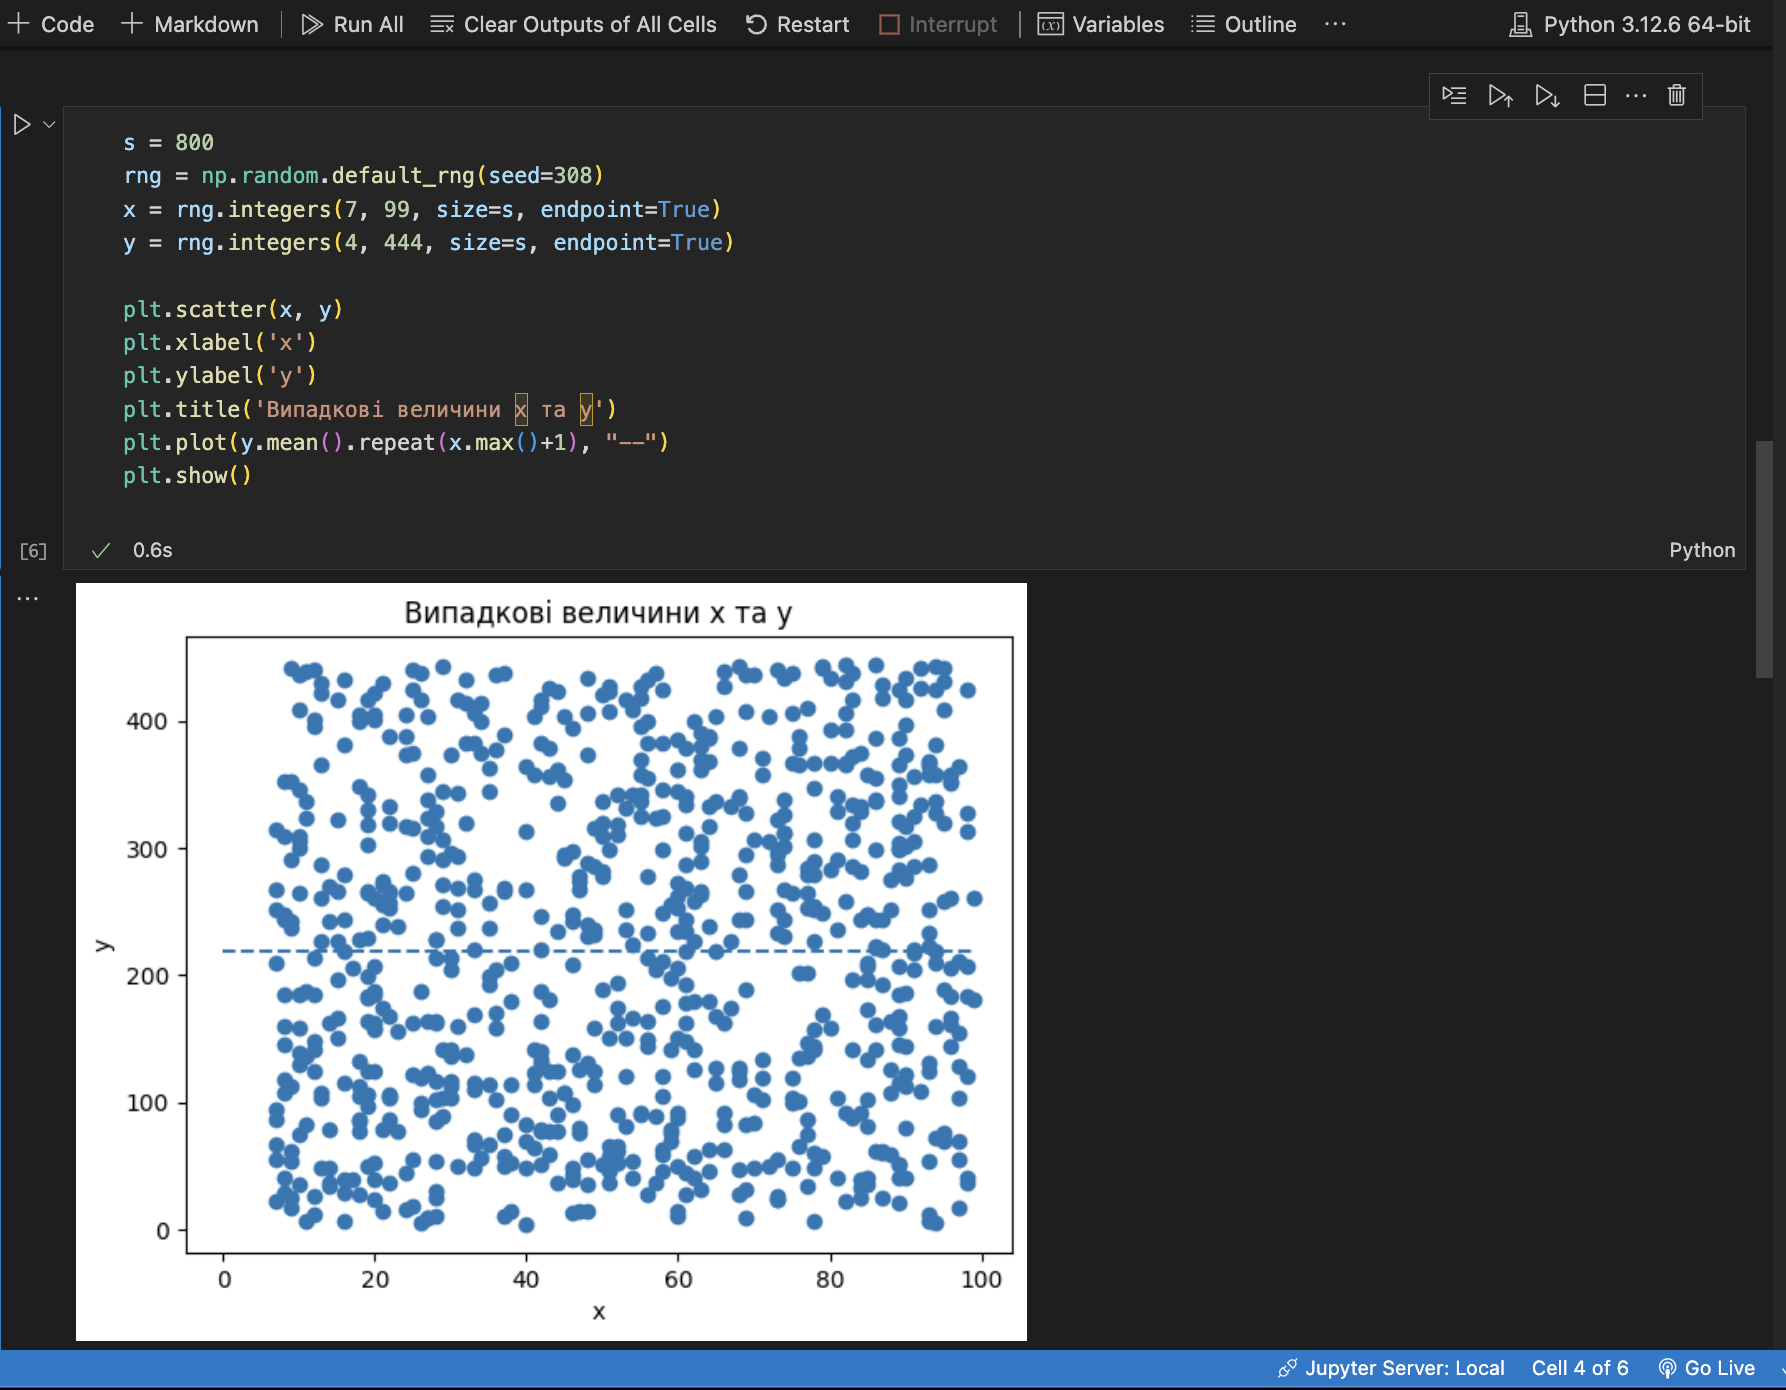 Code Markdown Run All Clear Outputs of All Cells Restart Interrupt Variables Outline ... Python 3.12.6 64-bit
s = 800
rng = np.random.default_rng(seed=308)
x = rng.integers(7, 99, size=s, endpoint=True)
y = rng.integers(4, 444, size=s, endpoint=True)
plt.scatter(x, y)
plt.xlabel('x')
plt.ylabel('y')
plt.title('Випадкові величини x та y')
plt.plot(y.mean().repeat(x.max()+1), "--")
plt.show()
[6] 0.6s Python
Випадкові величини x та y
400
300
y
200
100
0
0 20 40 60 80 100
x
Jupyter Server: Local Cell 4 of 6 Go Live